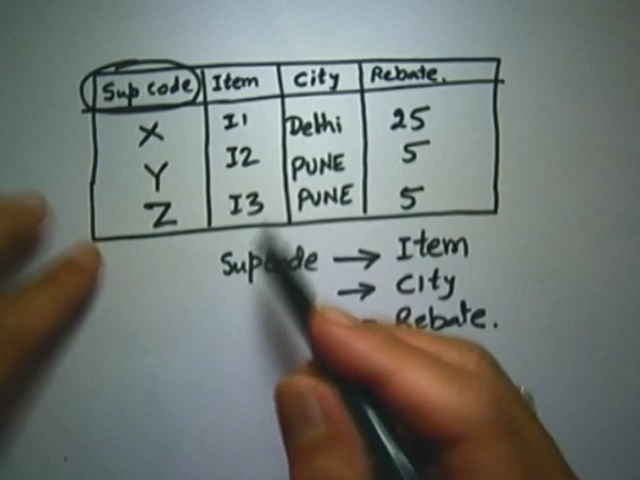 Sup code Item City Rebate.
X I1 Delhi 25
Y I2 PUNE 5
Z I3 PUNE 5
Supcode → Item
→ City
Rebate.